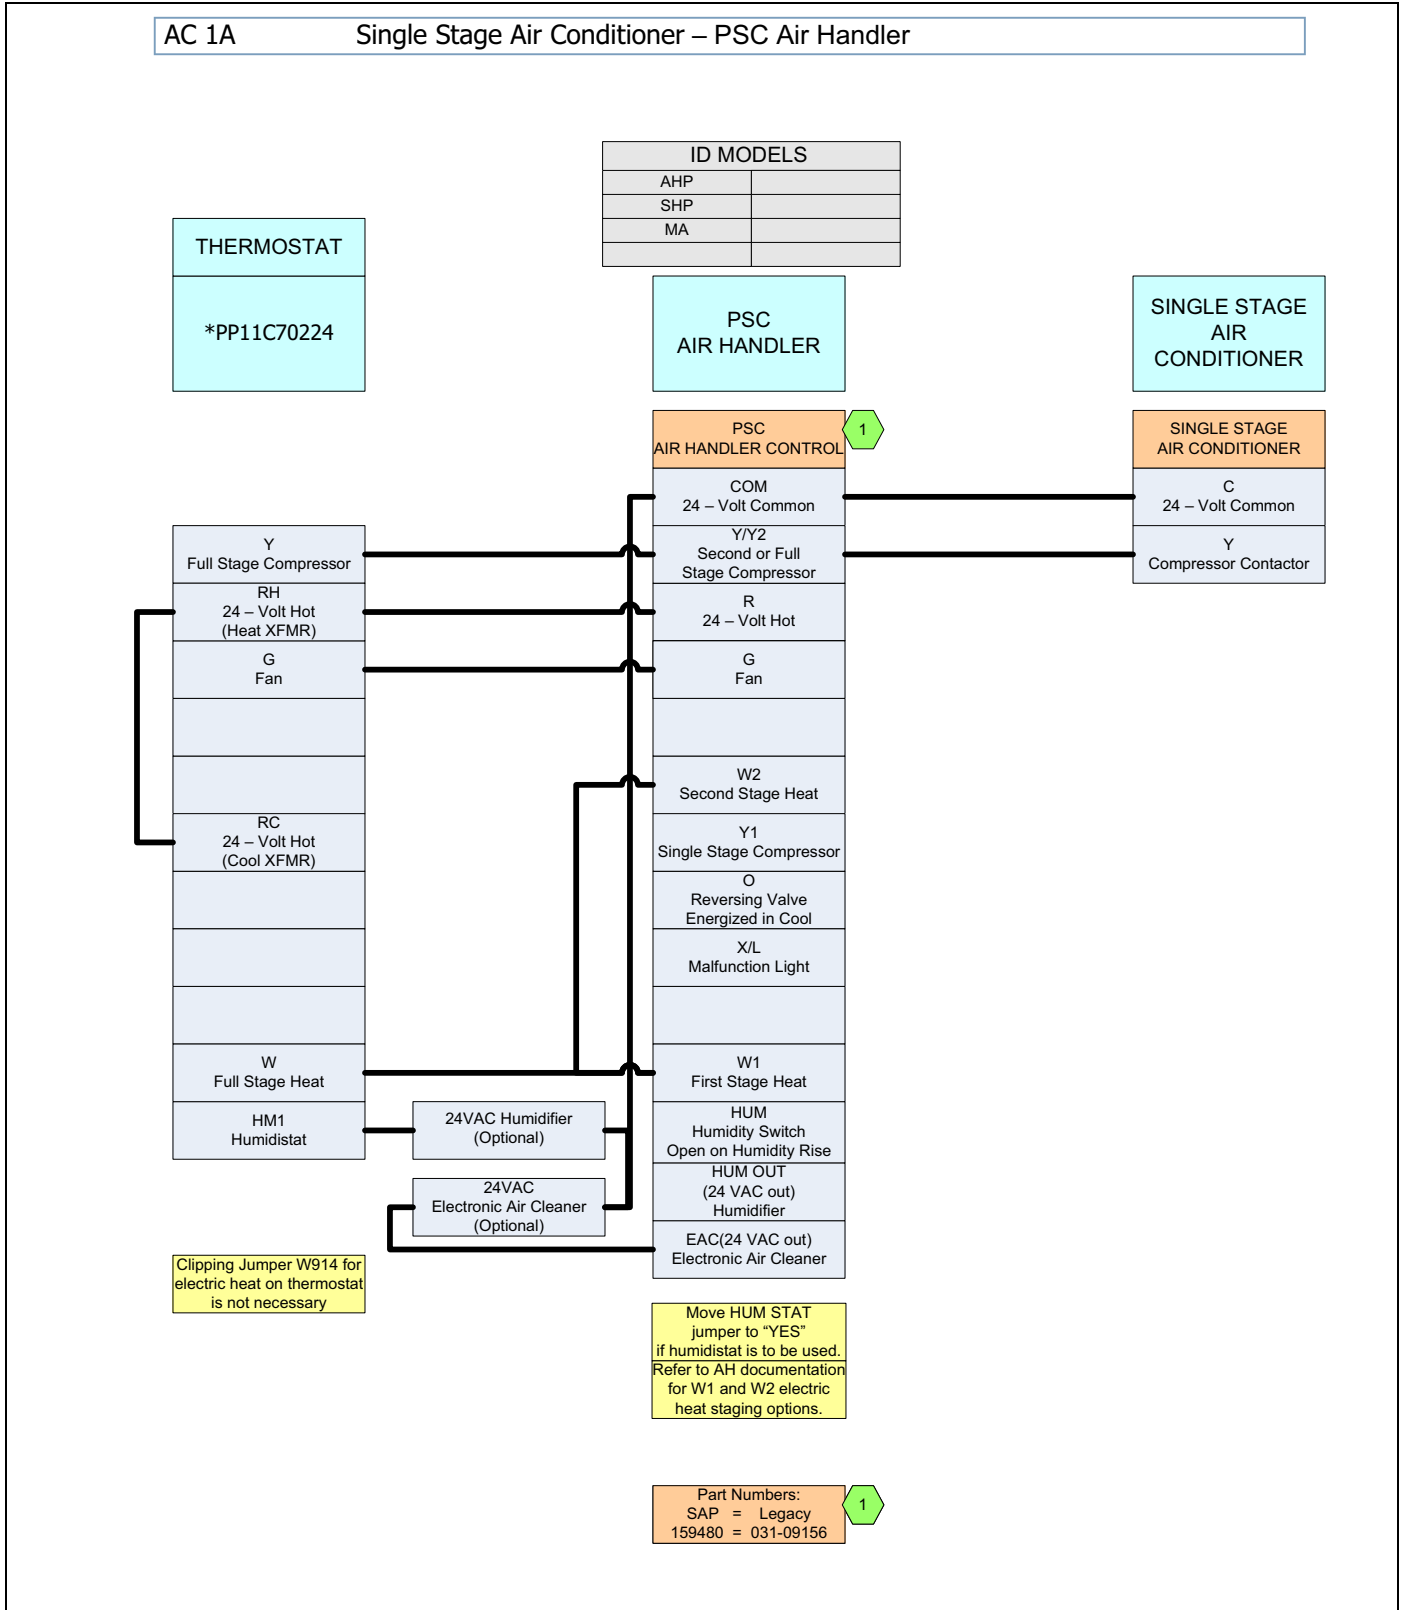 AC 1A Single Stage Air Conditioner – PSC Air Handler
ID MODELS
AHP
SHP
MA
THERMOSTAT
*PP11C70224
PSC
AIR HANDLER
SINGLE STAGE
AIR
CONDITIONER
PSC
AIR HANDLER CONTROL
1
SINGLE STAGE
AIR CONDITIONER
COM
24 – Volt Common
C
24 – Volt Common
Y
Full Stage Compressor
Y/Y2
Second or Full
Stage Compressor
Y
Compressor Contactor
RH
24 – Volt Hot
(Heat XFMR)
R
24 – Volt Hot
G
Fan
G
Fan
W2
Second Stage Heat
RC
24 – Volt Hot
(Cool XFMR)
Y1
Single Stage Compressor
O
Reversing Valve
Energized in Cool
X/L
Malfunction Light
W
Full Stage Heat
W1
First Stage Heat
HM1
Humidistat
24VAC Humidifier
(Optional)
HUM
Humidity Switch
Open on Humidity Rise
24VAC
Electronic Air Cleaner
(Optional)
HUM OUT
(24 VAC out)
Humidifier
EAC(24 VAC out)
Electronic Air Cleaner
Clipping Jumper W914 for
electric heat on thermostat
is not necessary
Move HUM STAT
jumper to “YES”
if humidistat is to be used.
Refer to AH documentation
for W1 and W2 electric
heat staging options.
Part Numbers:
SAP = Legacy
159480 = 031-09156
1